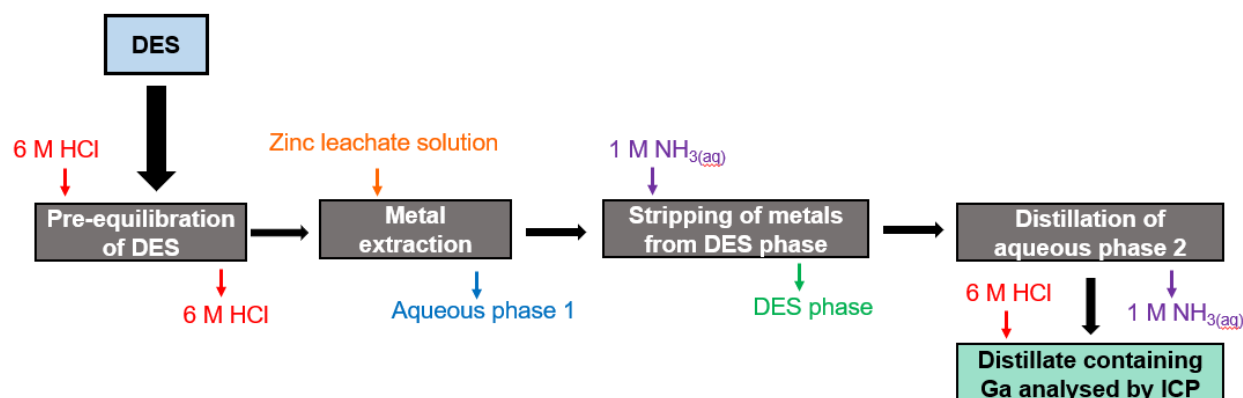 DES
6 M HCl
Pre-equilibration
of DES
6 M HCl
Zinc leachate solution
Metal
extraction
Aqueous phase 1
1 M NH3(aq)
Stripping of metals
from DES phase
DES phase
Distillation of
aqueous phase 2
6 M HCl
1 M NH3(aq)
Distillate containing
Ga analysed by ICP